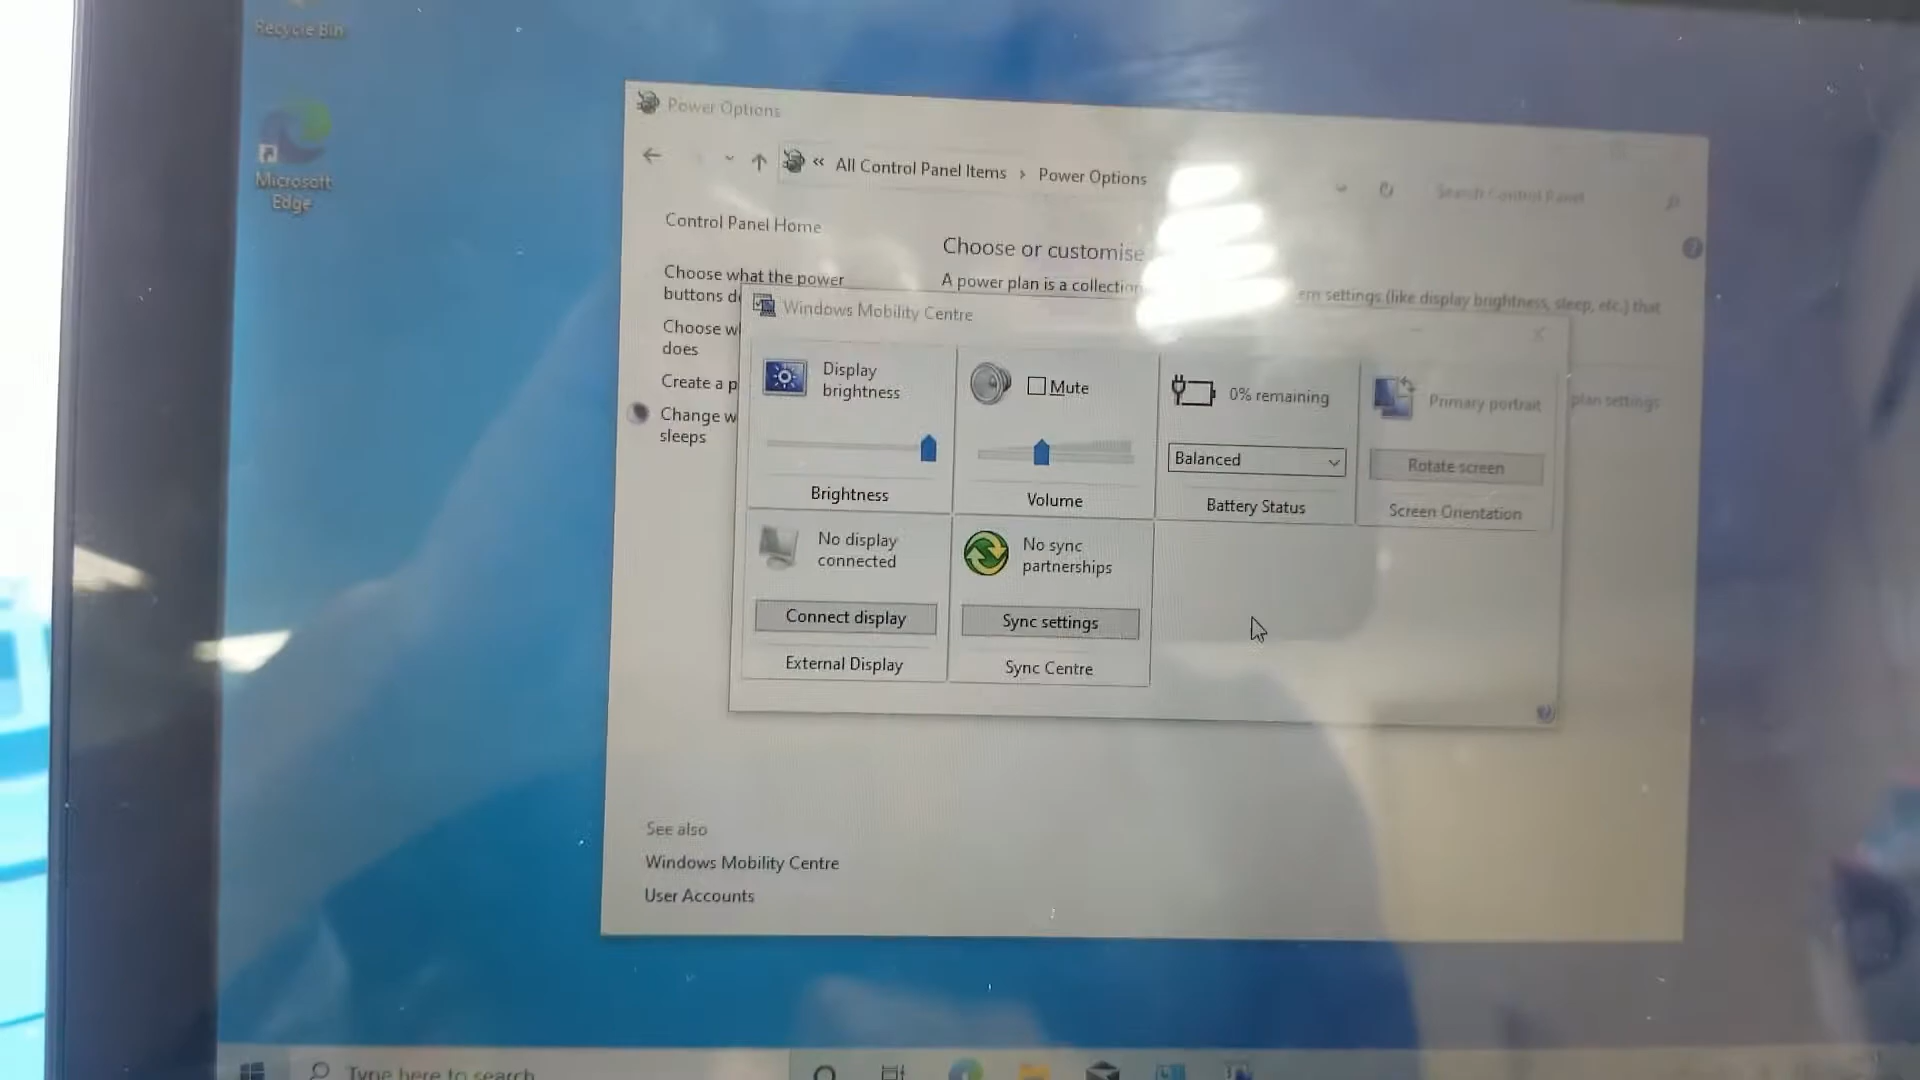 Recycle Bin
Microsoft
Edge
Power Options
« All Control Panel Items › Power Options
Search Control Panel
Control Panel Home
Choose or customise
Choose what the power
buttons d
A power plan is a collection
em settings (like display brightness, sleep, etc.) that
Choose w
does
Create a p
Change w
sleeps
plan settings
Windows Mobility Centre
Display
brightness
Brightness
Mute
Volume
0% remaining
Balanced
Battery Status
Primary portrait
Rotate screen
Screen Orientation
No display
connected
Connect display
External Display
No sync
partnerships
Sync settings
Sync Centre
See also
Windows Mobility Centre
User Accounts
Type here to search